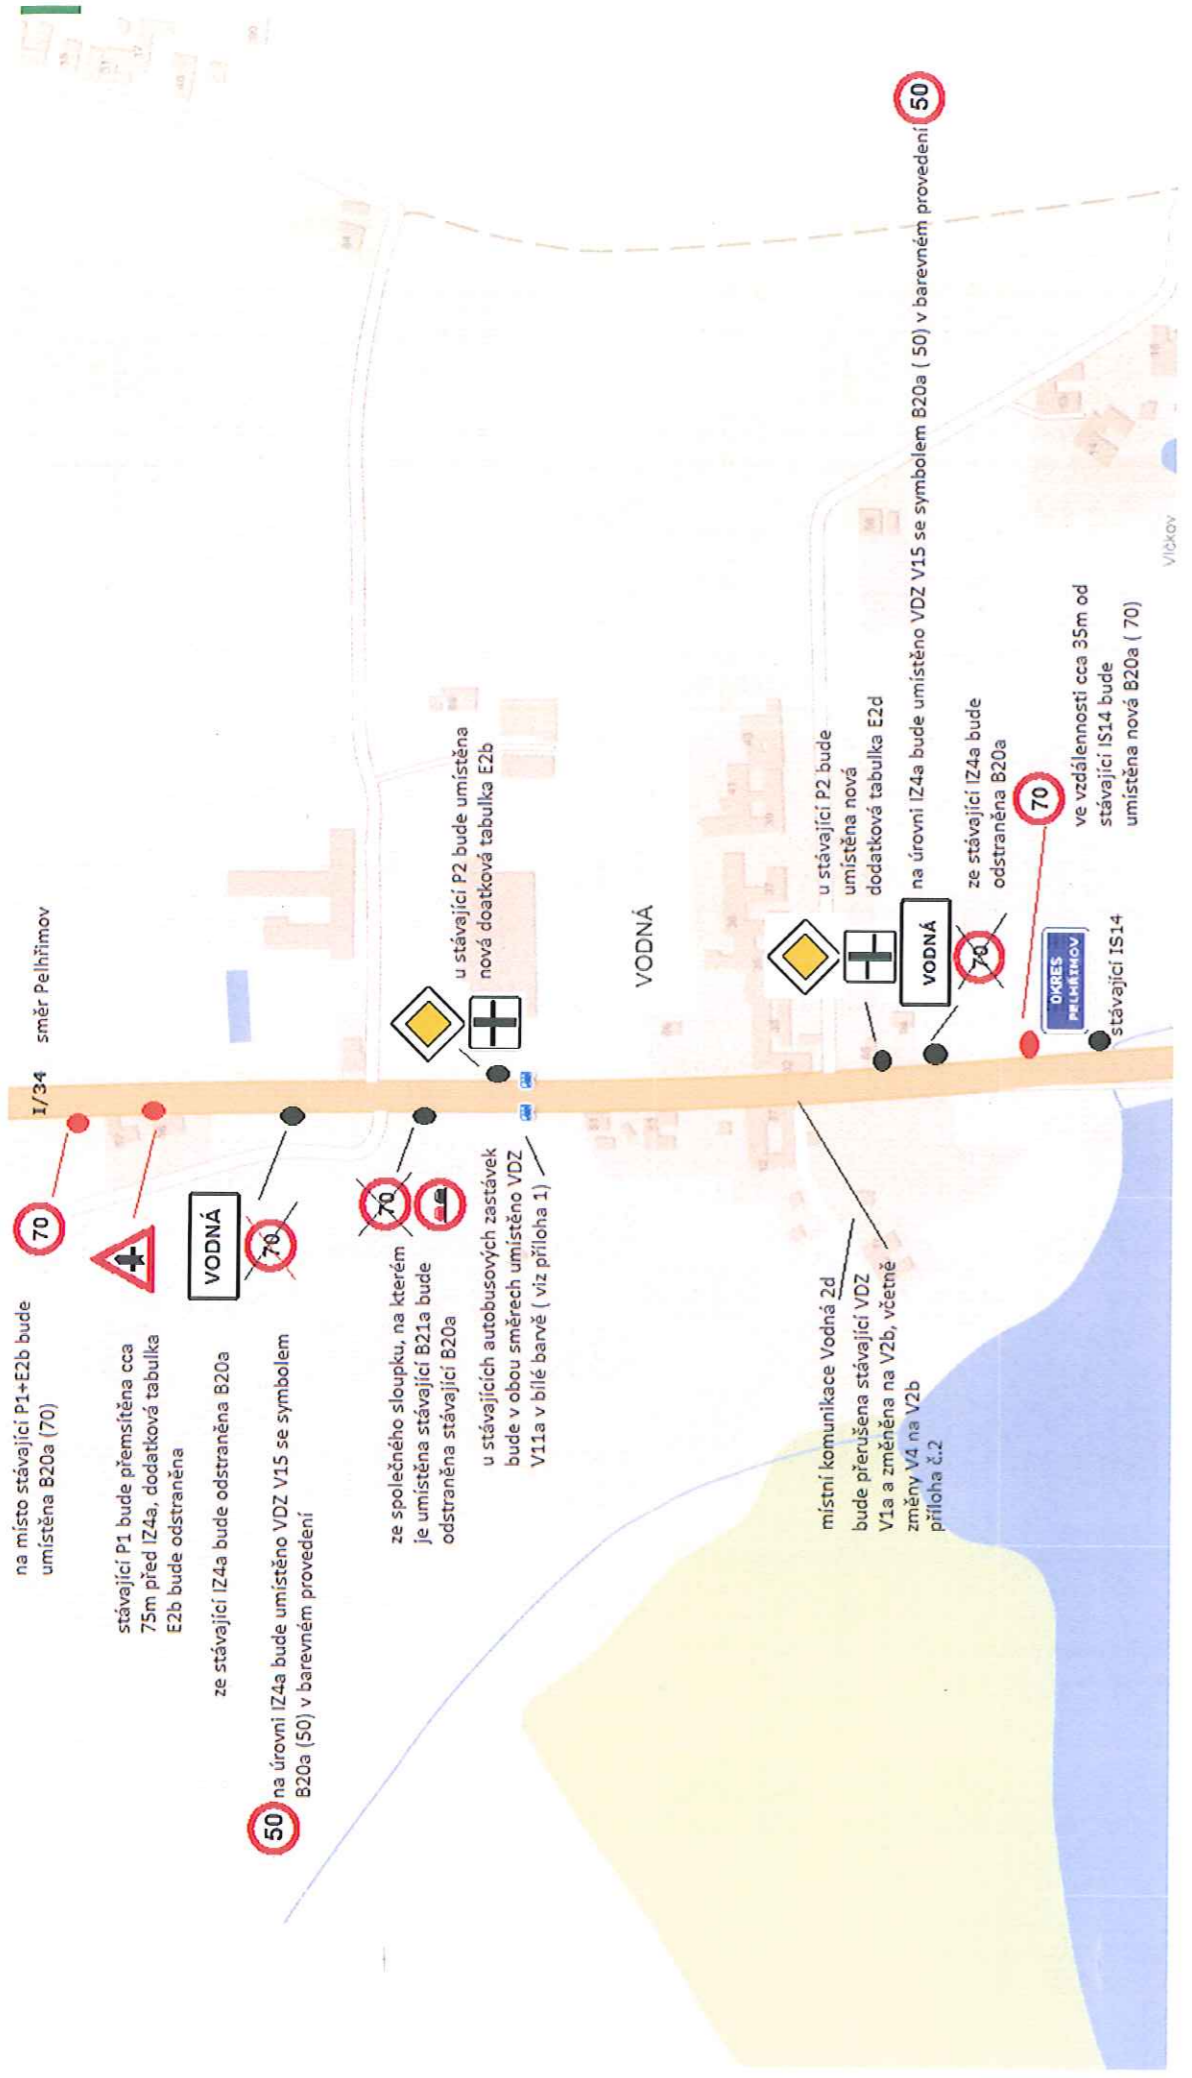 I/34 směr Pelhřimov
70
na místo stávající P1+E2b bude
umístěna B20a (70)
stávající P1 bude přemsítěna cca
75m před IZ4a, dodatková tabulka
E2b bude odstraněna
VODNÁ
70
ze stávající IZ4a bude odstraněna B20a
50
na úrovni IZ4a bude umístěno VDZ V15 se symbolem
B20a (50) v barevném provedení
70
ze společného sloupku, na kterém
je umístěna stávající B21a bude
odstraněna stávající B20a
u stávající P2 bude umístěna
nová doatková tabulka E2b
u stávajících autobusových zastávek
bude v obou směrech umístěno VDZ
V11a v bílé barvě ( viz příloha 1)
VODNÁ
místní komunikace Vodná 2d
bude přerušena stávající VDZ
V1a a změněna na V2b, včetně
změny V4 na V2b
příloha č.2
u stávající P2 bude
umístěna nová
dodatková tabulka E2d
VODNÁ
na úrovni IZ4a bude umístěno VDZ V15 se symbolem B20a ( 50) v barevném provedení
50
70
ze stávající IZ4a bude
odstraněna B20a
70
ve vzdálennosti cca 35m od
stávající IS14 bude
umístěna nová B20a ( 70)
OKRES
PELHŘIMOV
stávající IS14
Vlčkov